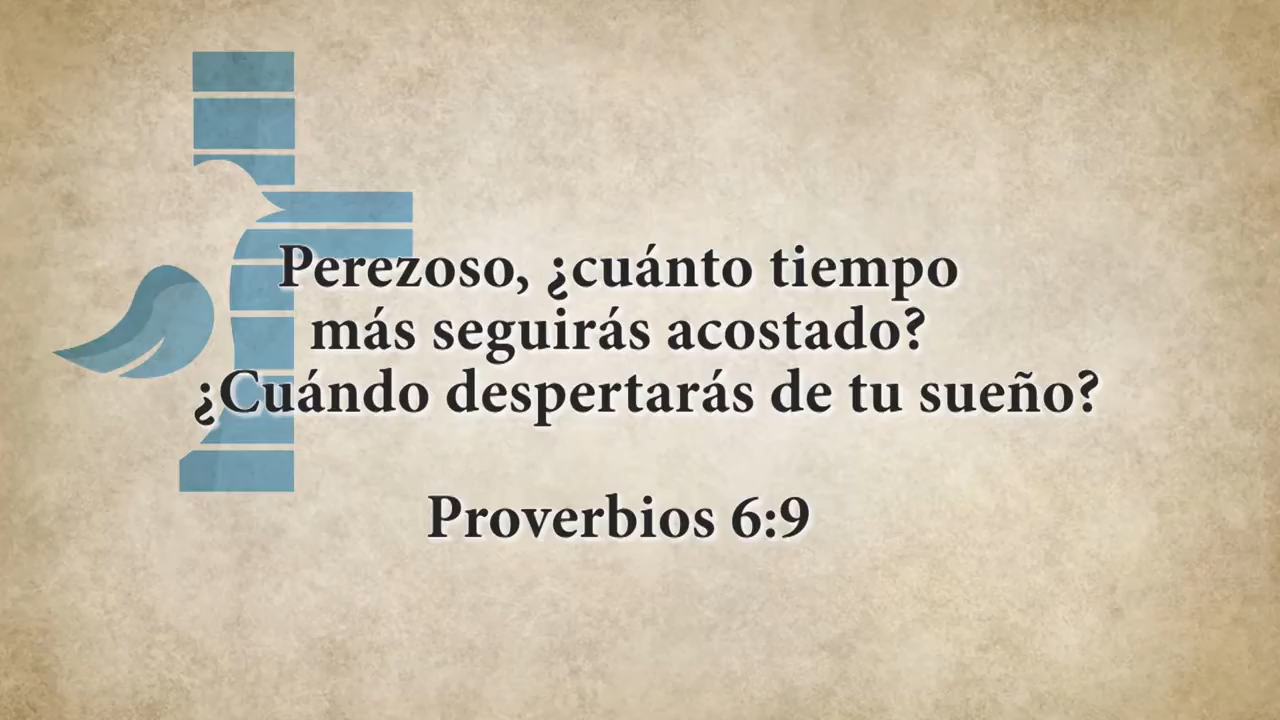 Perezoso, ¿cuánto tiempo
más seguirás acostado?
¿Cuándo despertarás de tu sueño?
Proverbios 6:9